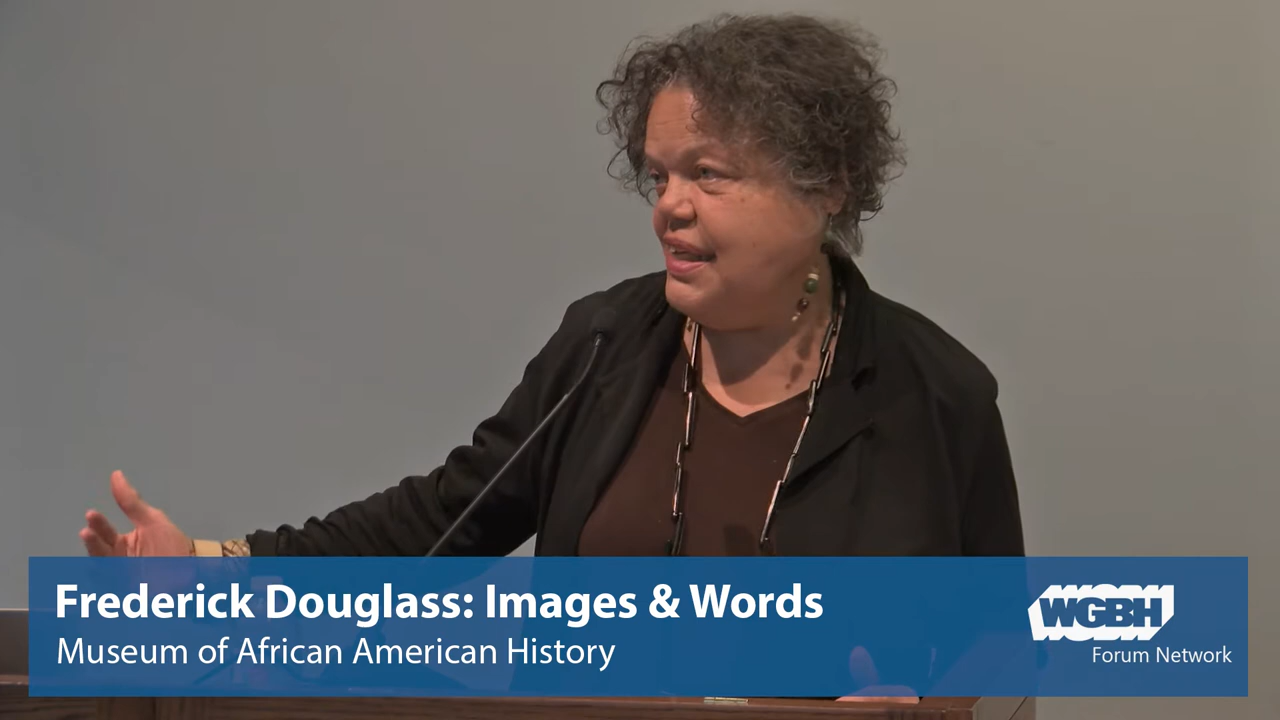 Frederick Douglass: Images & Words
Museum of African American History
WGBH
Forum Network